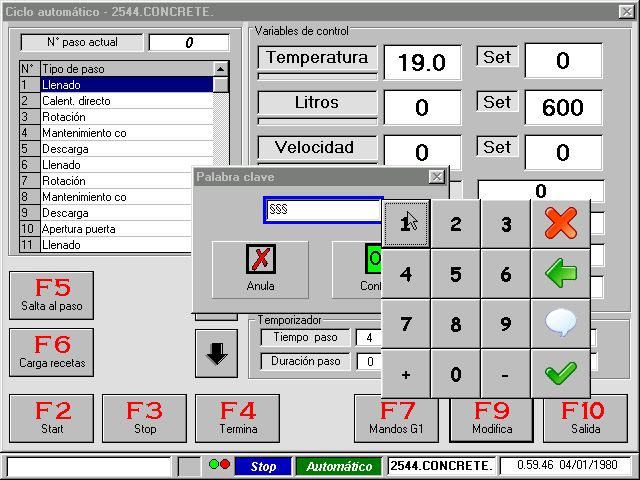 Ciclo automático - 2544.CONCRETE.
N° paso actual 0
N° Tipo de paso
1 Llenado
2 Calent. directo
3 Rotación
4 Mantenimiento co
5 Descarga
6 Llenado
7 Rotación
8 Mantenimiento co
9 Descarga
10 Apertura puerta
11 Llenado
Variables de control
Temperatura 19.0 Set 0
Litros 0 Set 600
Velocidad 0 Set 0
0
Palabra clave
§§§
Anula
1 2 3
4 5 6
7 8 9
+ 0 -
F5
Salta al paso
F6
Carga recetas
Temporizador
Tiempo paso 4
Duración paso 0
F2
Start
F3
Stop
F4
Termina
F7
Mandos G1
F9
Modifica
F10
Salida
Stop Automático 2544.CONCRETE. 0.59.46 04/01/1980